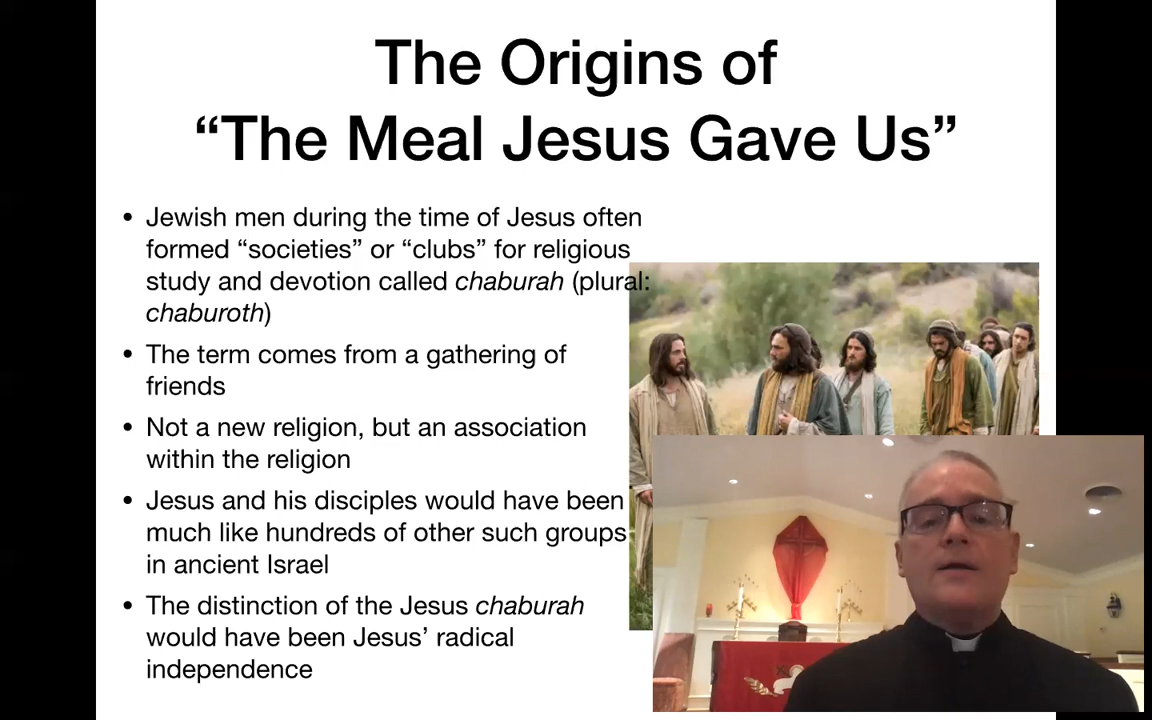 The Origins of
“The Meal Jesus Gave Us”
• Jewish men during the time of Jesus often
formed “societies” or “clubs” for religious
study and devotion called chaburah (plural:
chaburoth)
• The term comes from a gathering of
friends
• Not a new religion, but an association
within the religion
• Jesus and his disciples would have been
much like hundreds of other such groups
in ancient Israel
• The distinction of the Jesus chaburah
would have been Jesus’ radical
independence